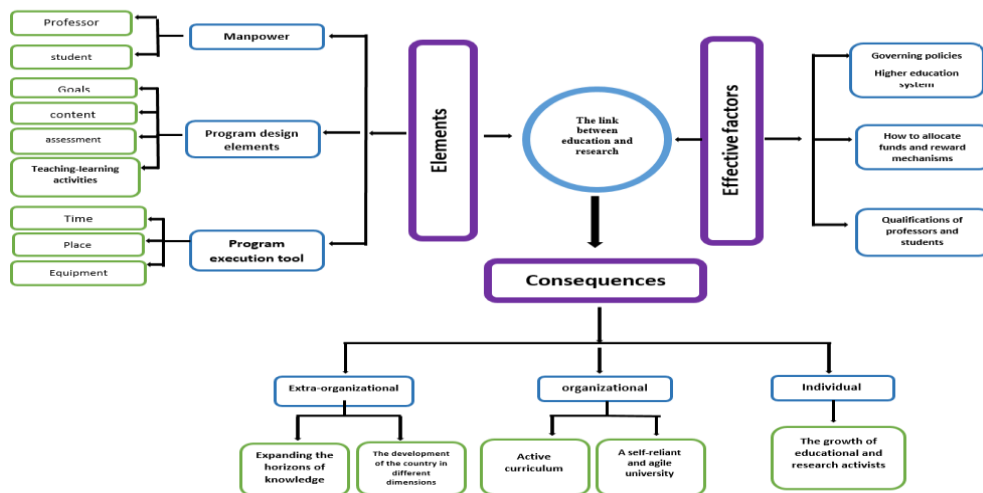 Professor
student
Manpower
Goals
content
assessment
Teaching-learning
activities
Program design
elements
Time
Place
Equipment
Program
execution tool
Elements
The link
between
education and
research
Effective factors
Governing policies
Higher education
system
How to allocate
funds and reward
mechanisms
Qualifications of
professors and
students
Consequences
Extra-organizational
organizational
Individual
Expanding the
horizons of
knowledge
The development
of the country in
different
dimensions
Active
curriculum
A self-reliant
and agile
university
The growth of
educational and
research activists